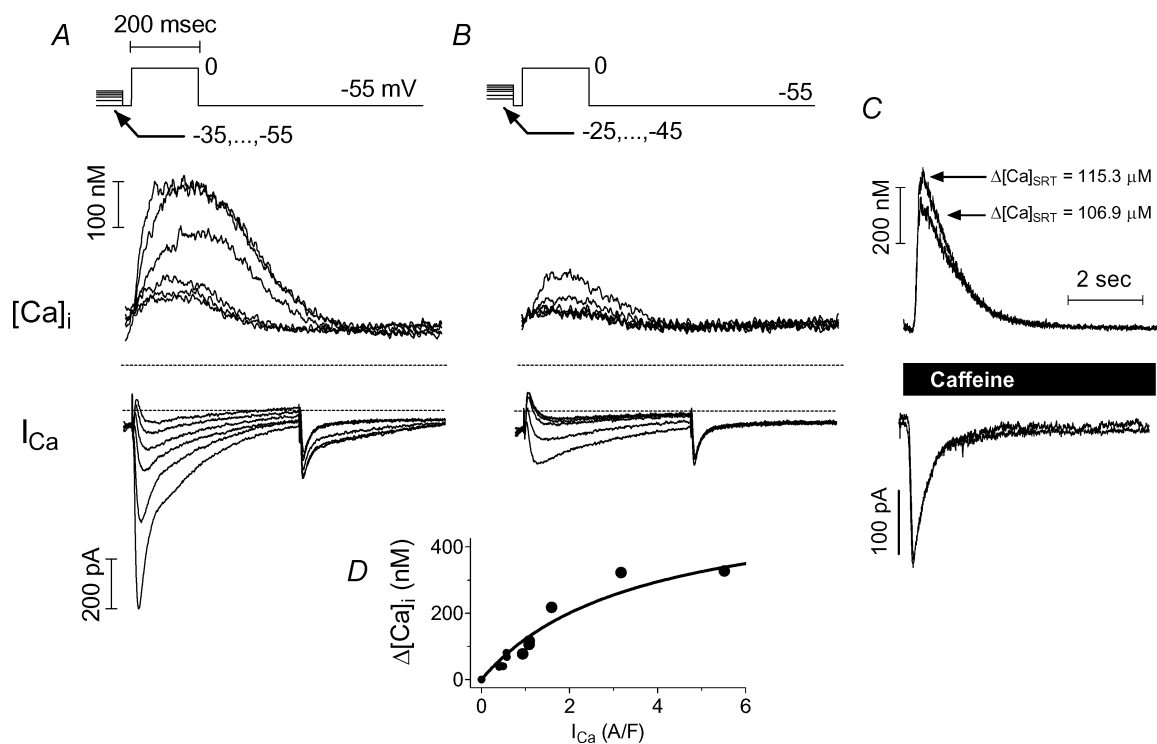 A
200 msec
0
-55 mV
-35,...,-55
B
0
-55
-25,...,-45
C
100 nM
[Ca]i
200 nM
Δ[Ca]SRT = 115.3 μM
Δ[Ca]SRT = 106.9 μM
2 sec
Caffeine
ICa
200 pA
100 pA
D
Δ[Ca]i (nM)
400
200
0
0
2
4
6
ICa (A/F)